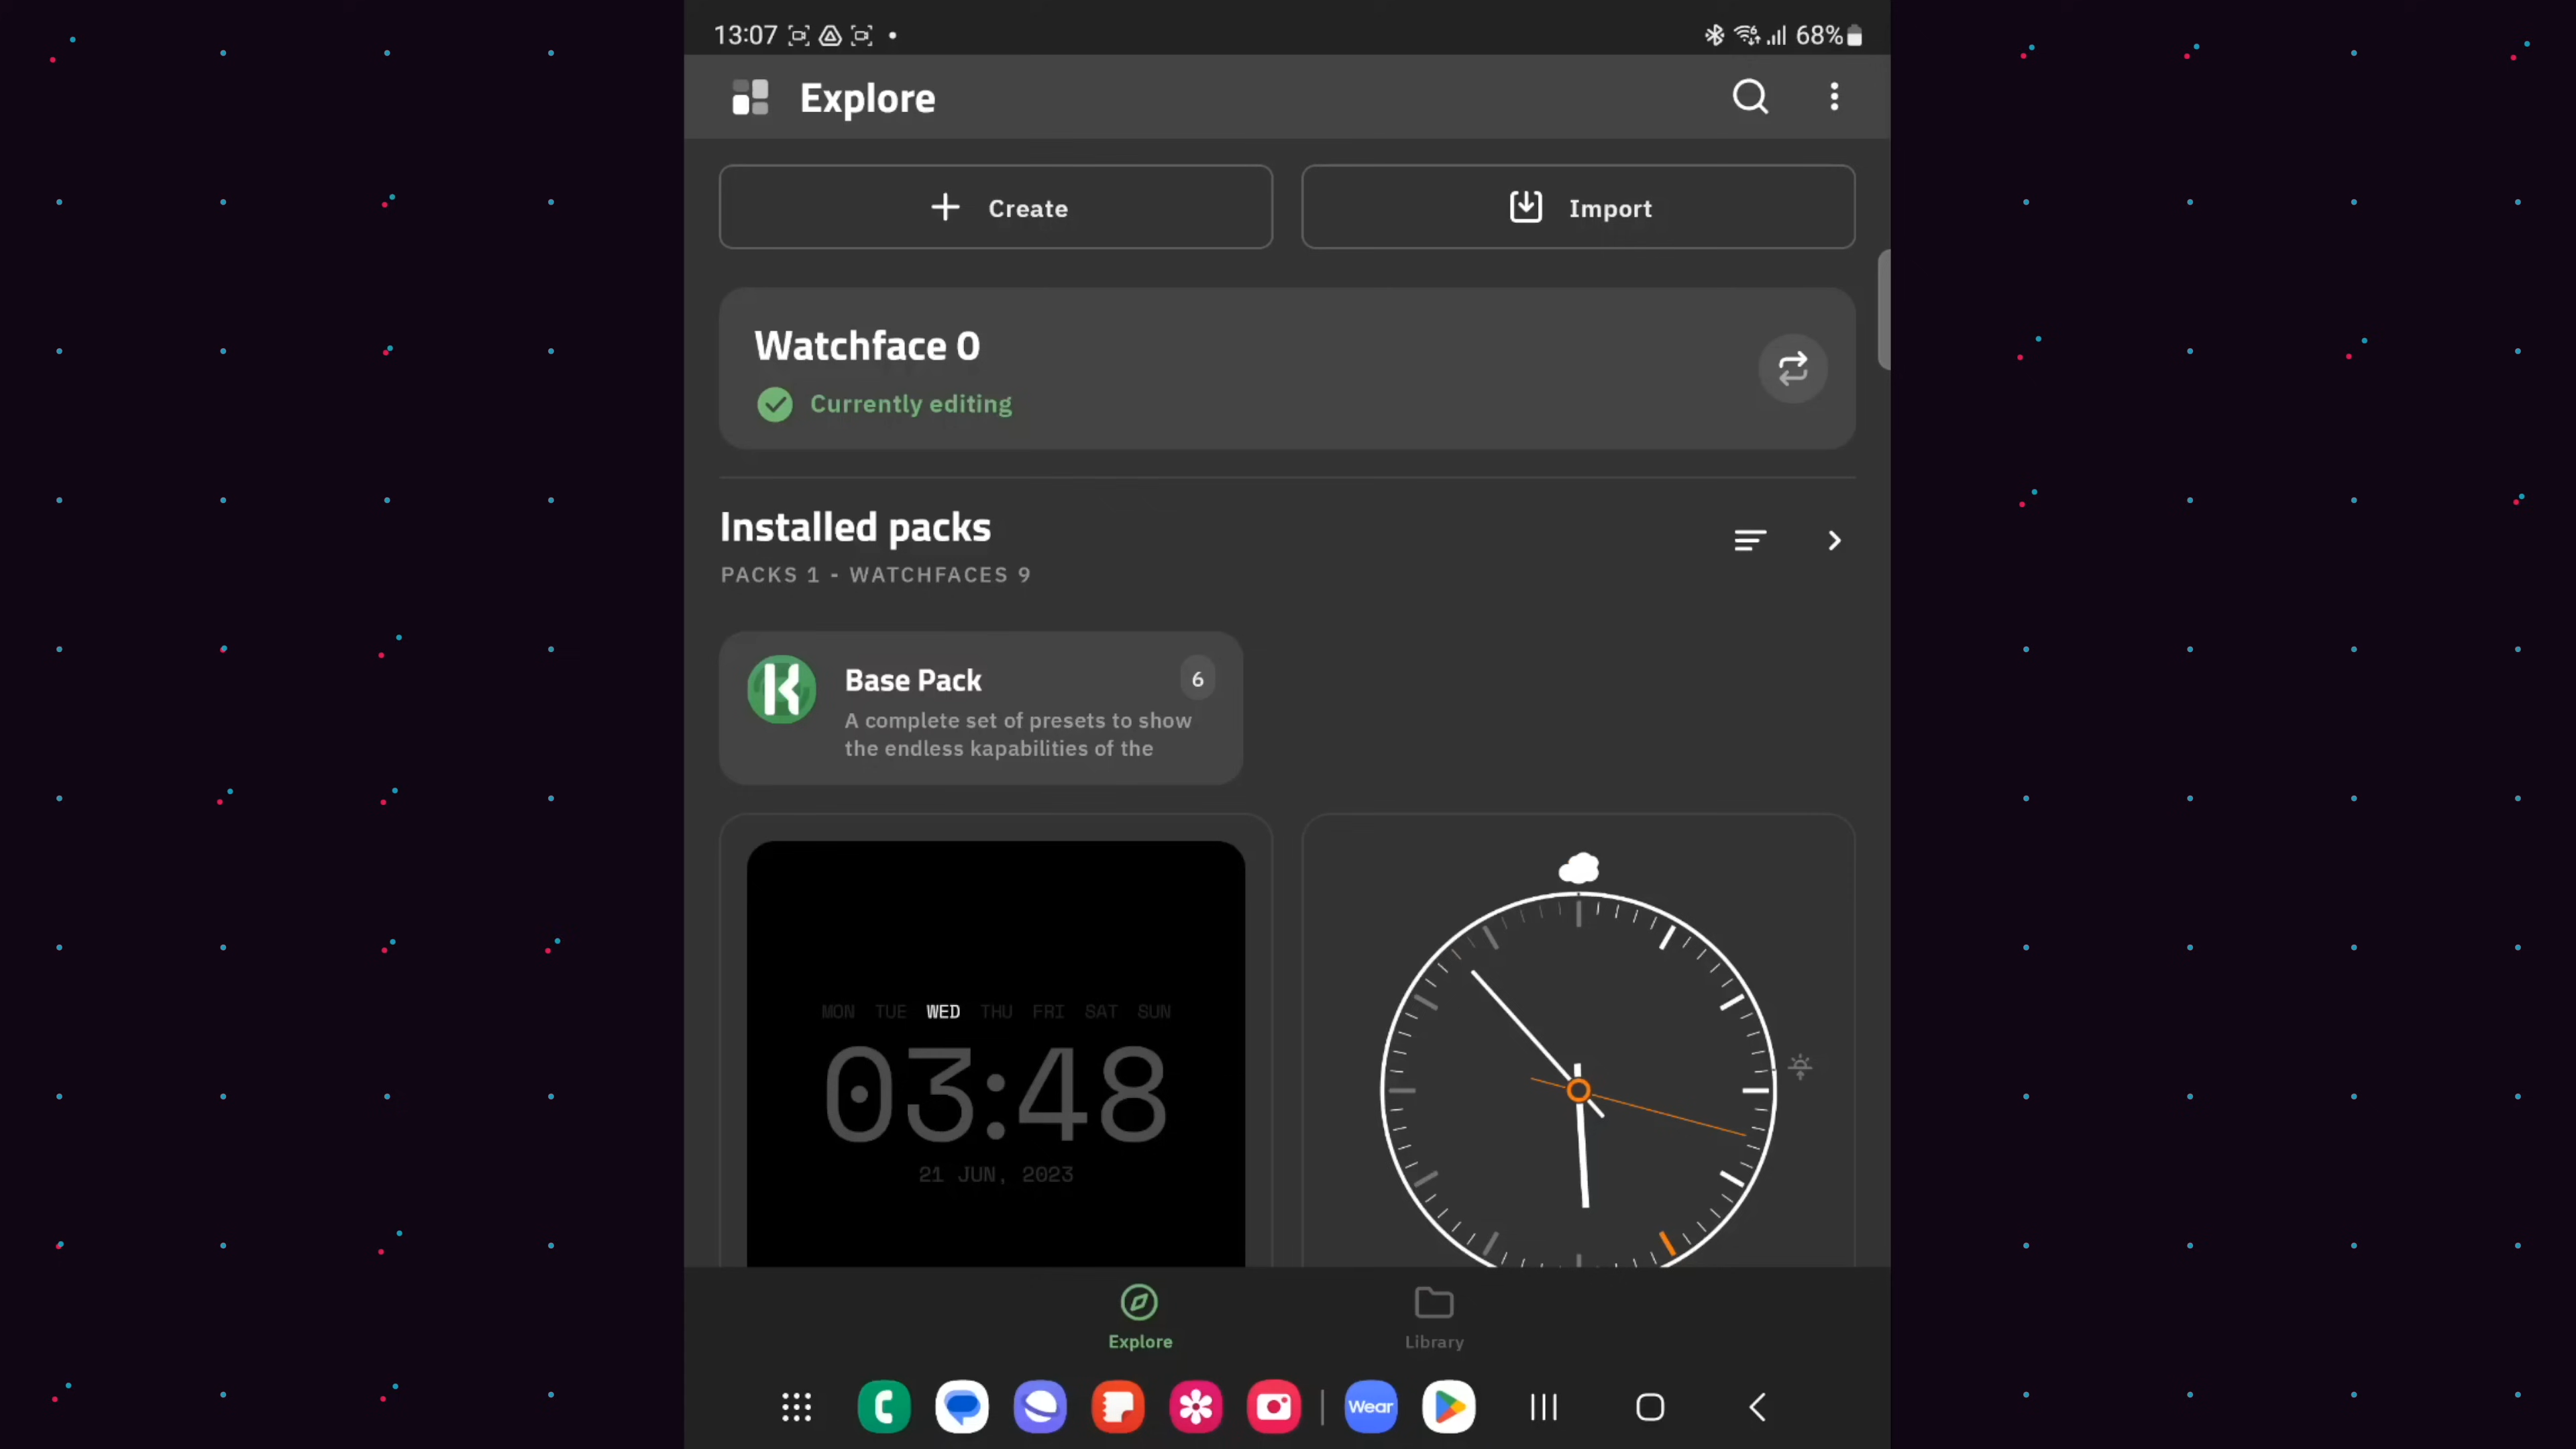 13:07
68%
Explore
Create
Import
Watchface 0
Currently editing
Installed packs
PACKS 1 - WATCHFACES 9
Base Pack
6
A complete set of presets to show
the endless kapabilities of the
MON TUE WED THU FRI SAT SUN
03:48
21 JUN, 2023
Explore
Library
Wear